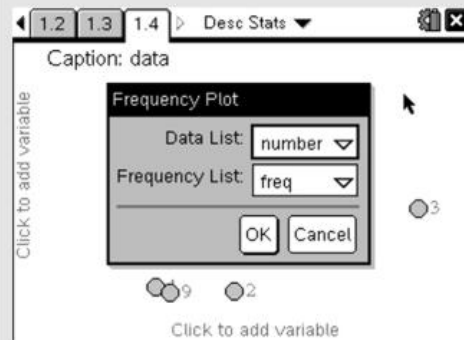 1.2 1.3 1.4 Desc Stats
Caption: data
Click to add variable
Frequency Plot
Data List: number
Frequency List: freq
OK Cancel
3
9
2
Click to add variable